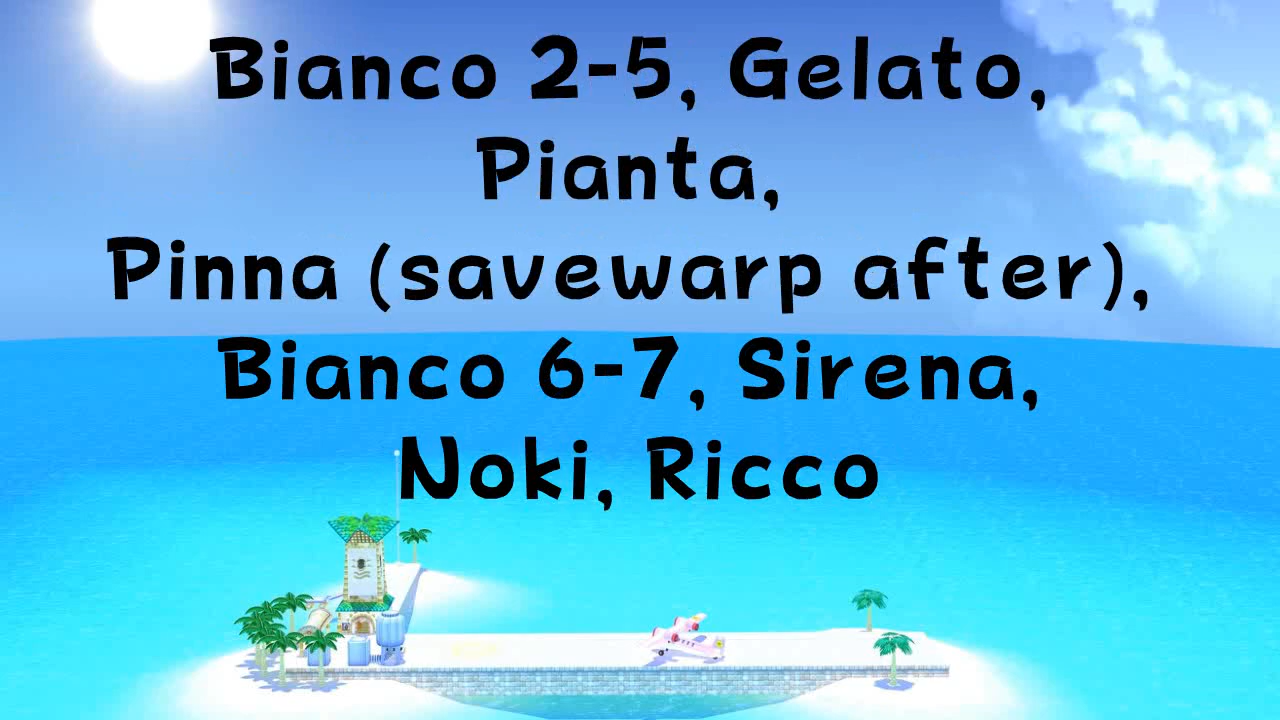 Bianco 2-5, Gelato,
Pianta,
Pinna (savewarp after),
Bianco 6-7, Sirena,
Noki, Ricco